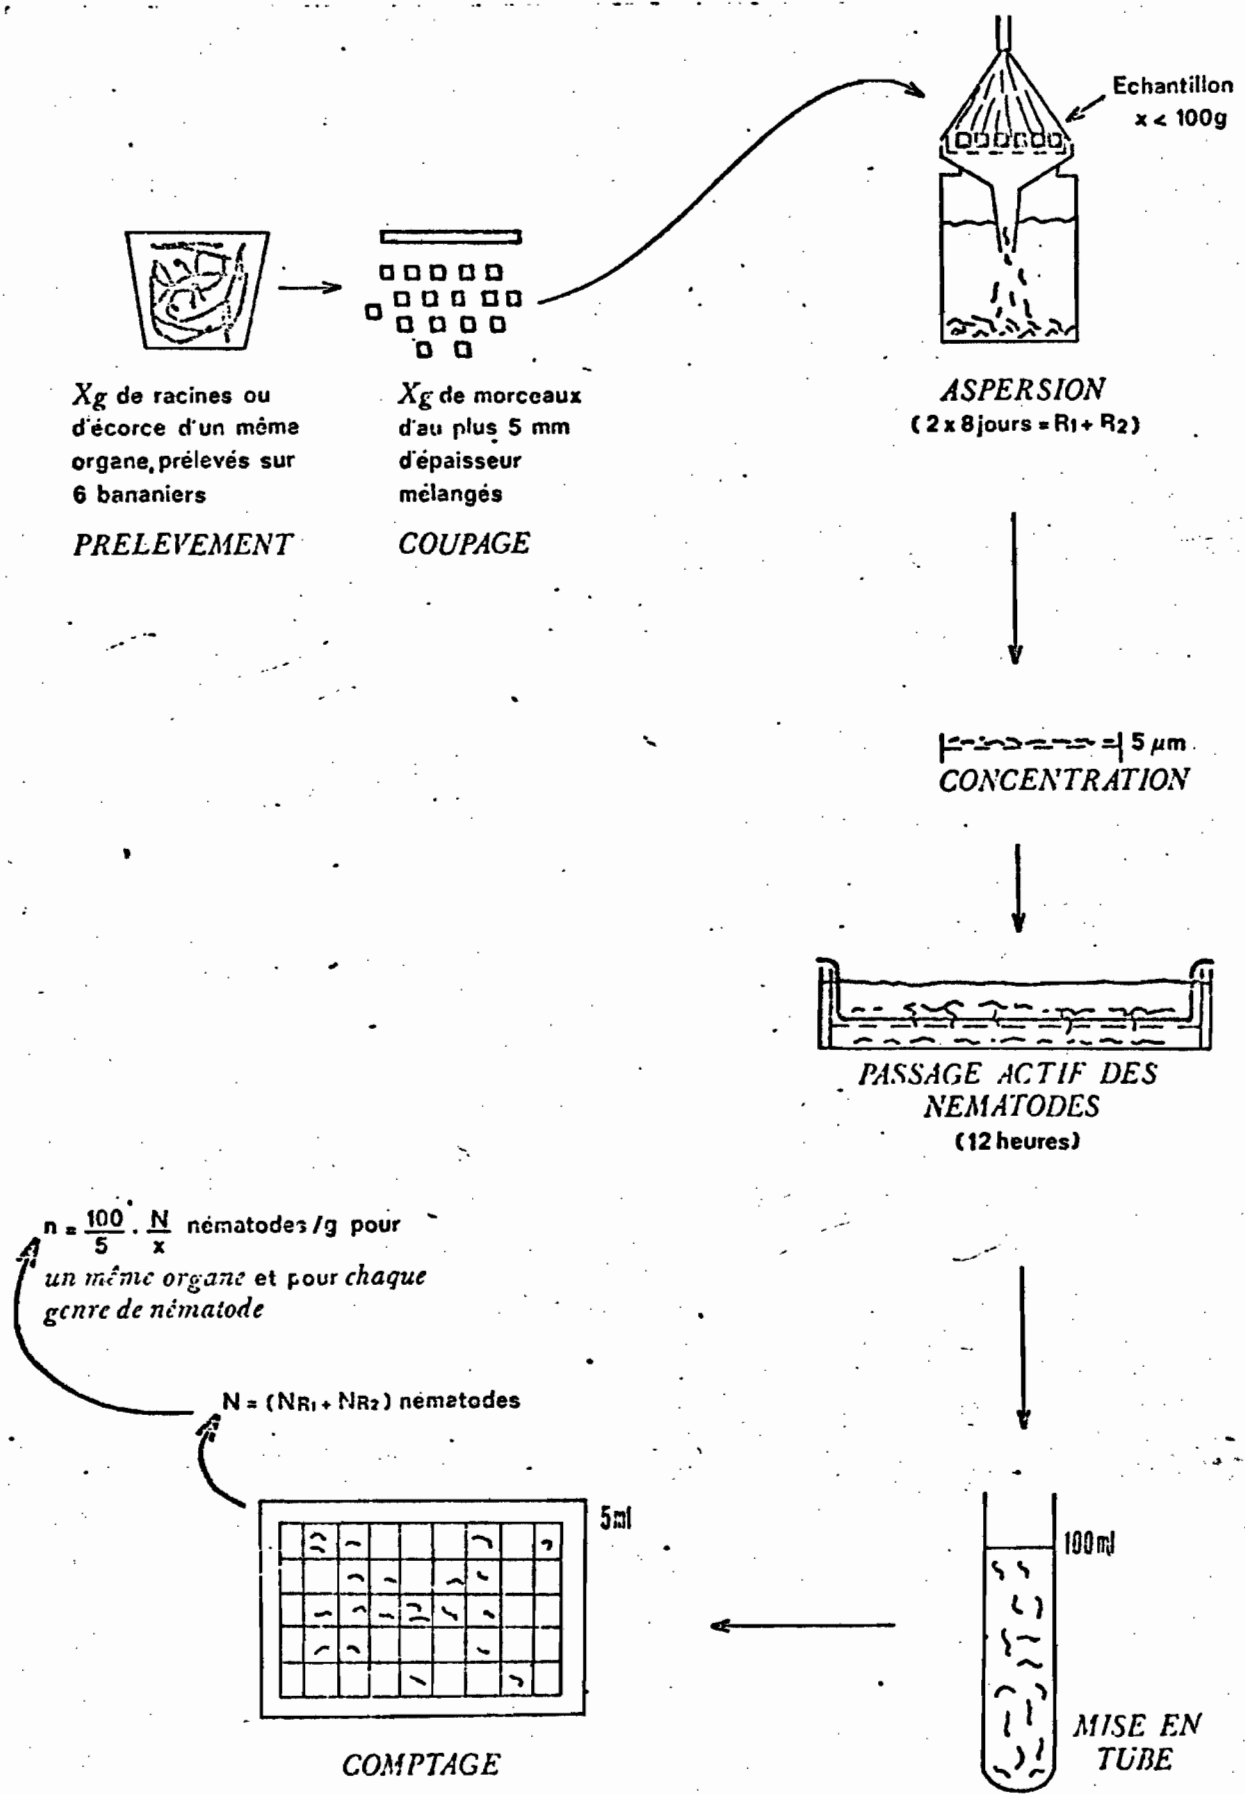 Echantillon
x < 100g
Xg de racines ou
d'écorce d'un même
organe, prélevés sur
6 bananiers
PRELEVEMENT
Xg de morceaux
d'au plus 5 mm
d'épaisseur
mélangés
COUPAGE
ASPERSION
(2 x 8 jours = R1 + R2)
5 µm
CONCENTRATION
PASSAGE ACTIF DES
NEMATODES
(12 heures)
n = 100/5 . N/x nématodes/g pour
un même organe et pour chaque
genre de nématode
N = (NR1 + NR2) nématodes
5ml
100ml
MISE EN
TUBE
COMPTAGE